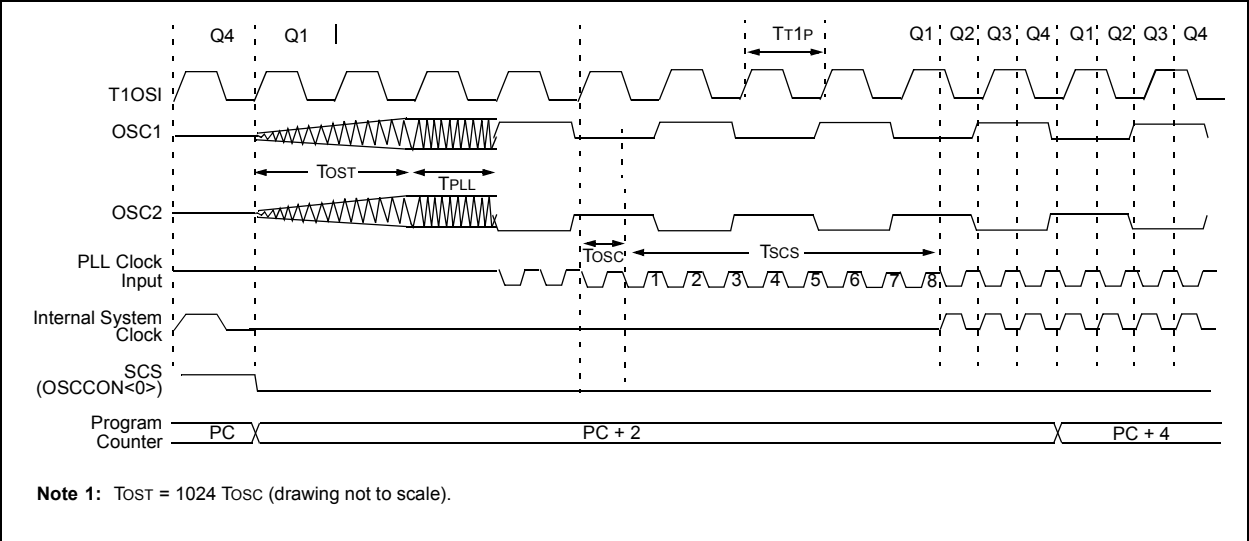 Q4 Q1 TT1P Q1 Q2 Q3 Q4 Q1 Q2 Q3 Q4
T1OSI
OSC1
TOST
TPLL
OSC2
TOSC TSCS
PLL Clock
Input
1 2 3 4 5 6 7 8
Internal System
Clock
SCS
(OSCCON<0>)
Program
Counter
PC PC + 2 PC + 4
Note 1: TOST = 1024 TOSC (drawing not to scale).